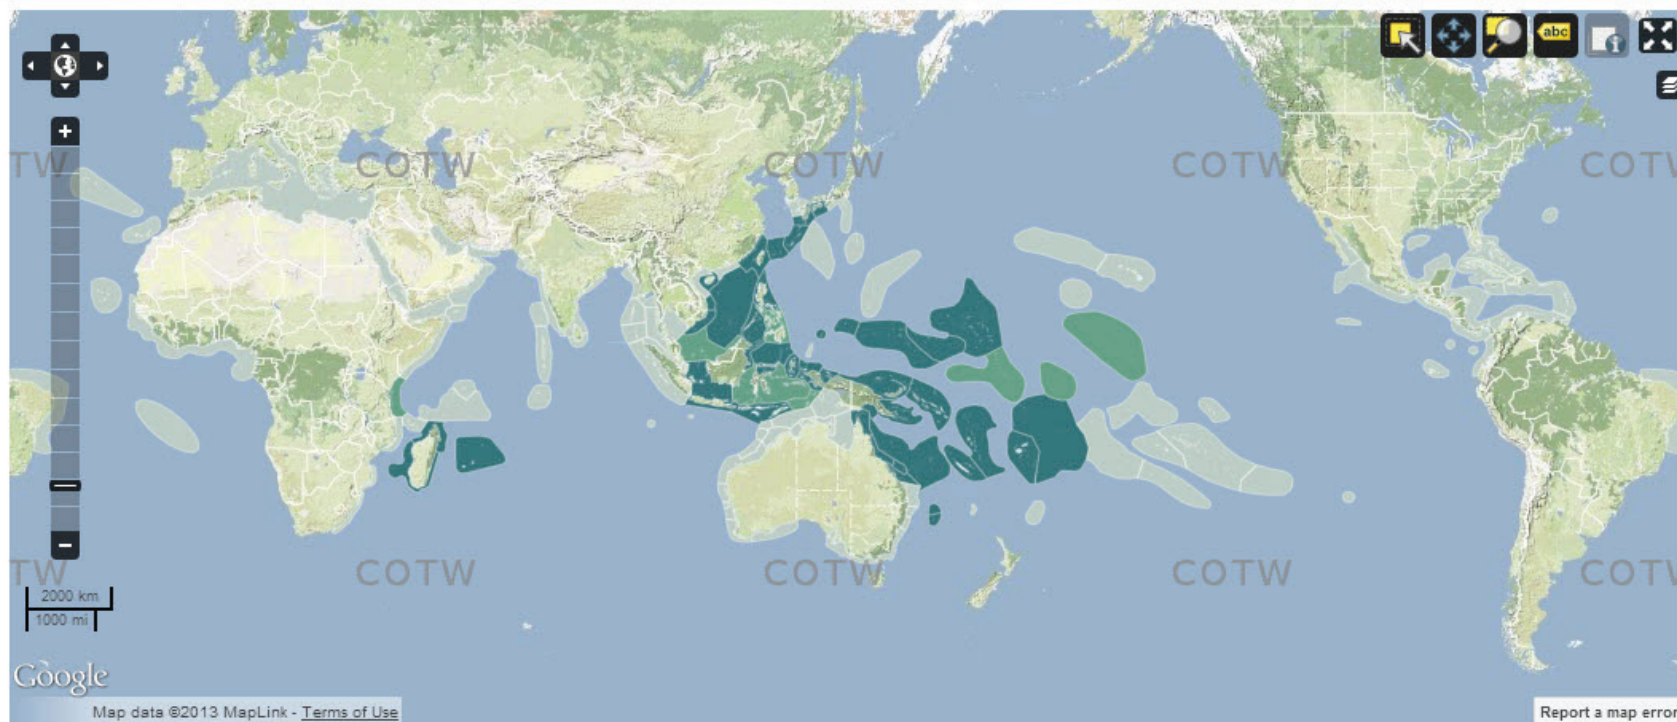 abc
TW COTW COTW COTW COTW
TW COTW COTW COTW COTW
2000 km
1000 mi
Google
Map data ©2013 MapLink - Terms of Use
Report a map error